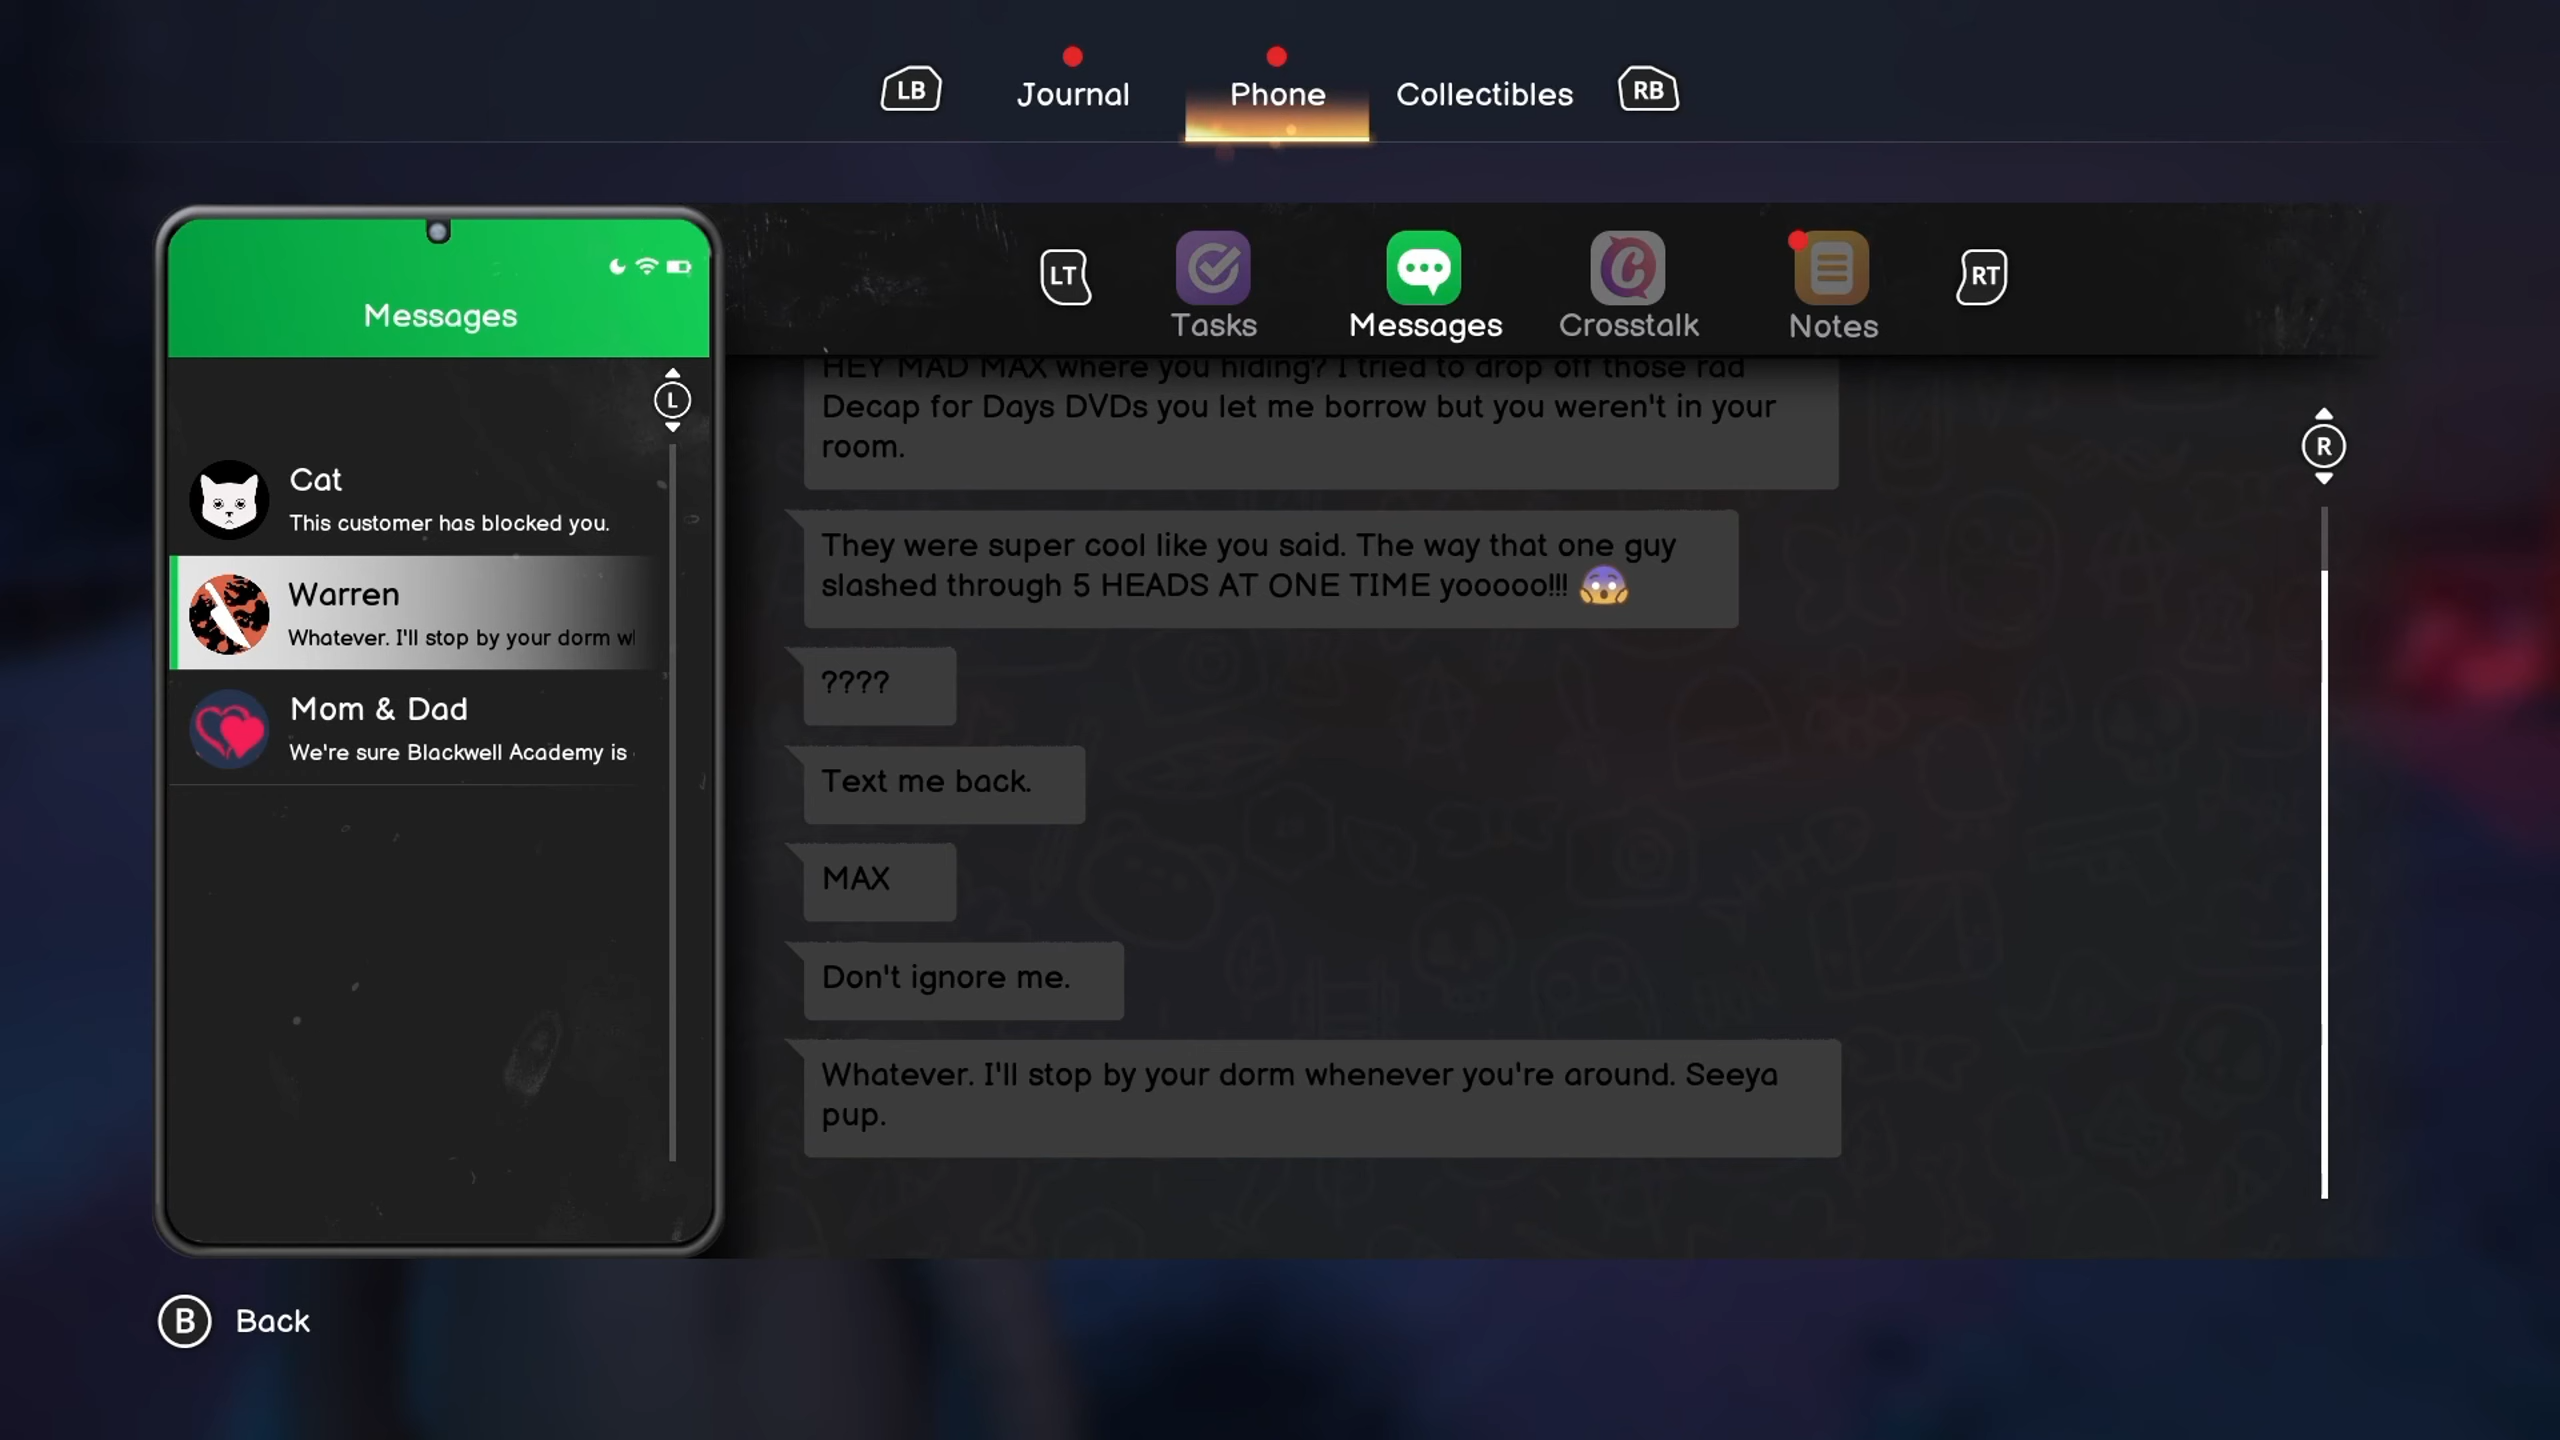 LB
Journal
Phone
Collectibles
RB
Messages
LT
Tasks
Messages
Crosstalk
Notes
RT
L
Cat
This customer has blocked you.
Warren
Whatever. I'll stop by your dorm wh
Mom & Dad
We're sure Blackwell Academy is
HEY MAD MAX where you hiding? I tried to drop off those rad
Decap for Days DVDs you let me borrow but you weren't in your
room.
They were super cool like you said. The way that one guy
slashed through 5 HEADS AT ONE TIME yooooo!!! 😱
????
Text me back.
MAX
Don't ignore me.
Whatever. I'll stop by your dorm whenever you're around. Seeya
pup.
R
B Back